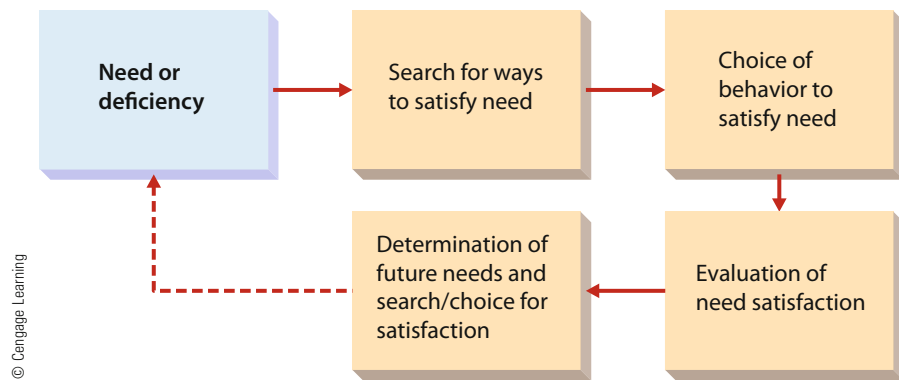 Need or
deficiency
Search for ways
to satisfy need
Choice of
behavior to
satisfy need
Evaluation of
need satisfaction
Determination of
future needs and
search/choice for
satisfaction
© Cengage Learning